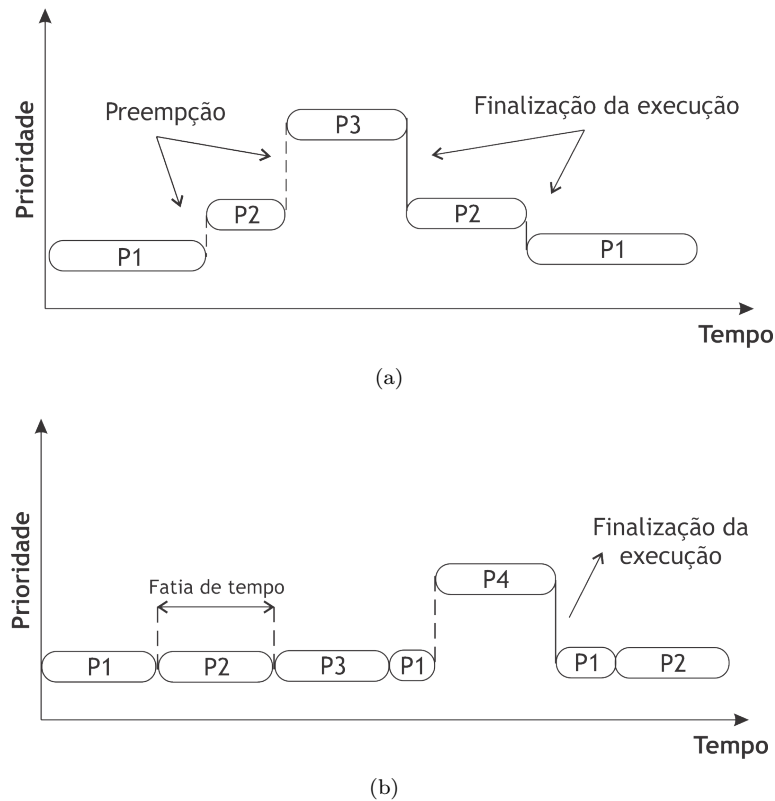 Prioridade
Preempção
P3
Finalização da execução
P2
P2
P1
P1
Tempo
(a)
Prioridade
Finalização da
execução
Fatia de tempo
P4
P1
P2
P3
P1
P1
P2
Tempo
(b)